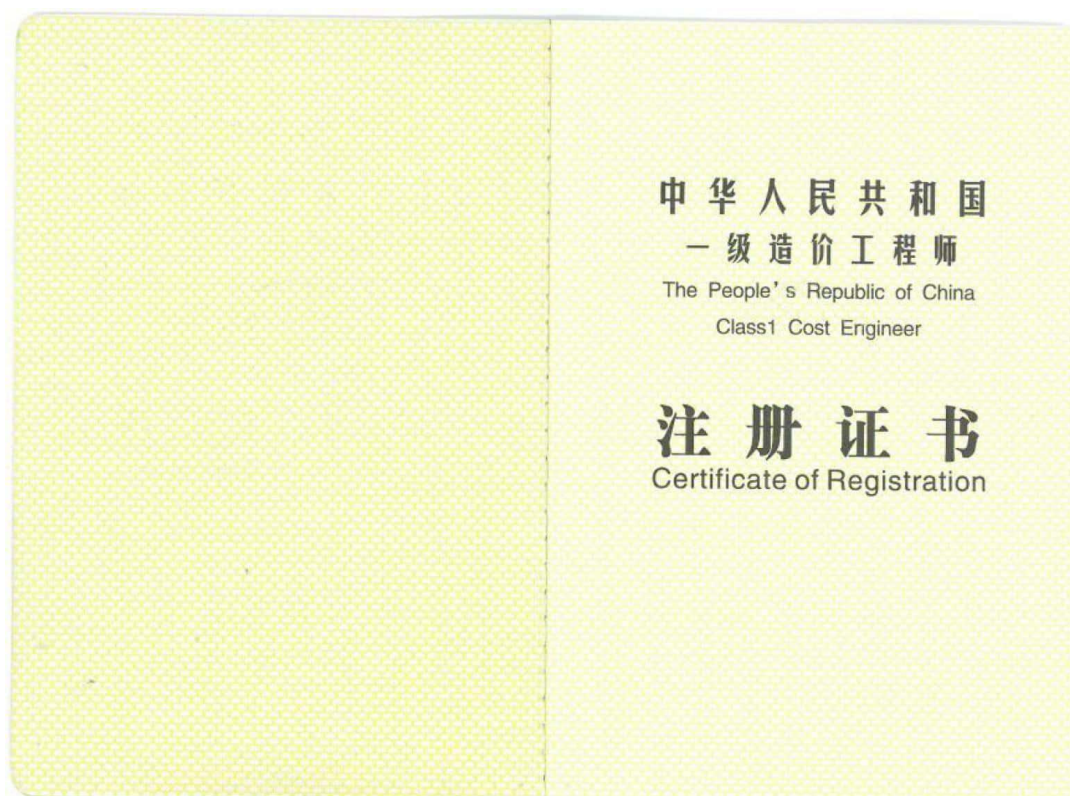 中华人民共和国
一级造价工程师
The People's Republic of China
Class1 Cost Engineer
注册证书
Certificate of Registration